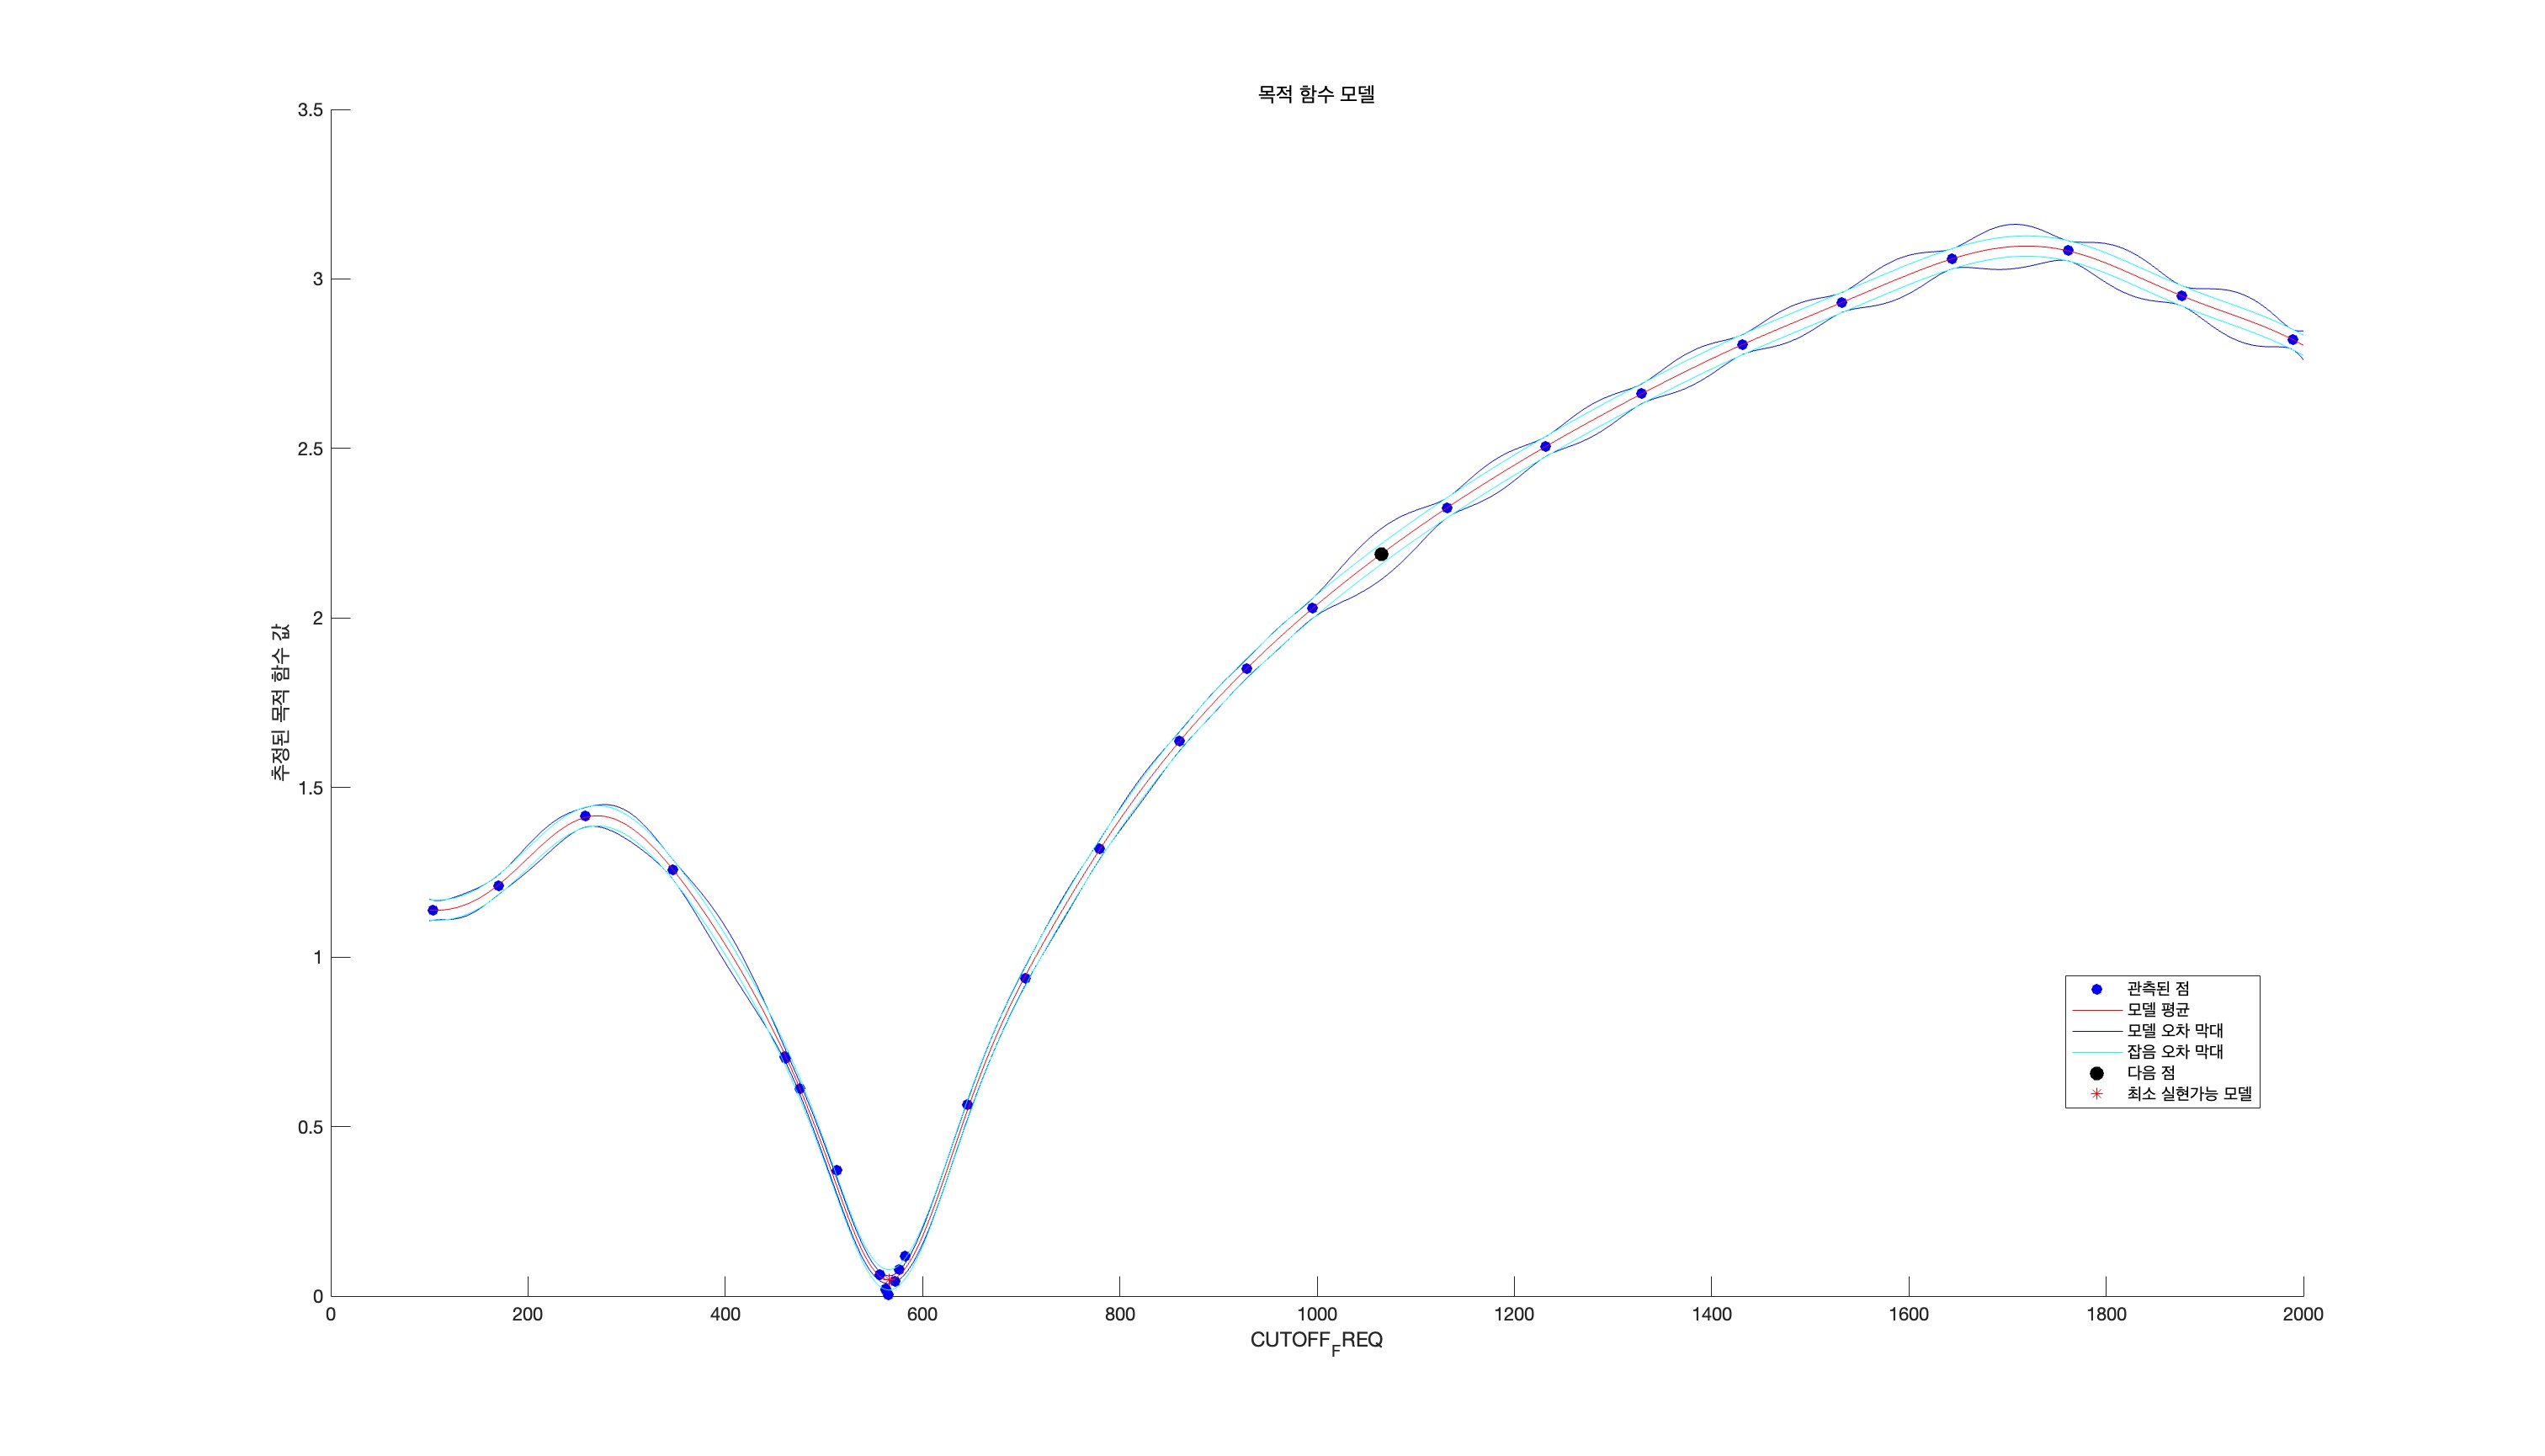 목적 함수 모델
추정된 목적 함수 값
3.5
3
2.5
2
1.5
1
0.5
0
0 200 400 600 800 1000 1200 1400 1600 1800 2000
CUTOFF_FREQ
관측된 점
모델 평균
모델 오차 막대
잡음 오차 막대
다음 점
최소 실현가능 모델